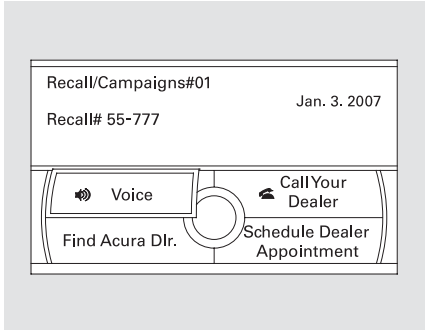 Recall/Campaigns#01
Jan. 3. 2007
Recall# 55-777
Voice
Call Your
Dealer
Find Acura Dlr.
Schedule Dealer
Appointment